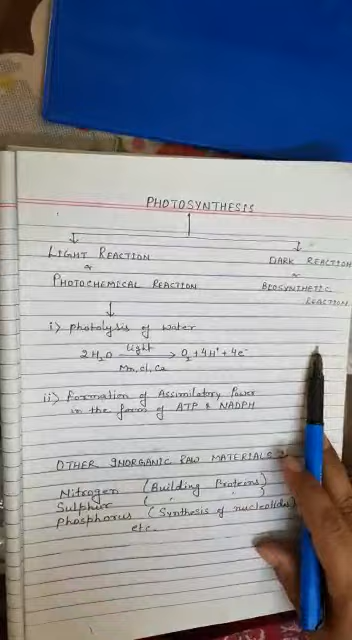 PHOTOSYNTHESIS
LIGHT REACTION
or
PHOTOCHEMICAL REACTION
DARK REACTION
or
BIOSYNTHETIC
REACTION
i) photolysis of water
2H₂O —light→ O₂ + 4H⁺ + 4e⁻
Mn, Cl, Ca
ii) Formation of Assimilatory Power
in the form of ATP & NADPH
OTHER INORGANIC RAW MATERIALS :
Nitrogen (Building Proteins)
Sulphur ( " " )
Phosphorus (Synthesis of nucleotides)
etc.